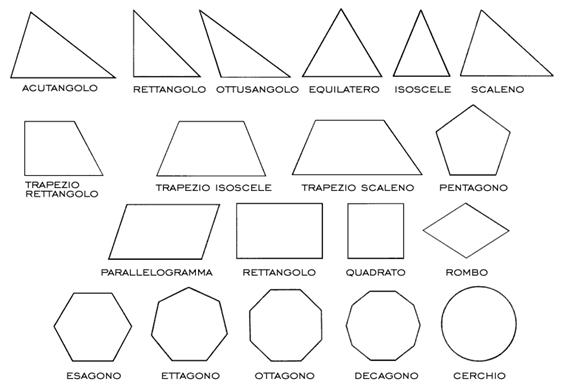 ACUTANGOLO RETTANGOLO OTTUSANGOLO EQUILATERO ISOSCELE SCALENO
TRAPEZIO
RETTANGOLO
TRAPEZIO ISOSCELE
TRAPEZIO SCALENO
PENTAGONO
PARALLELOGRAMMA RETTANGOLO QUADRATO ROMBO
ESAGONO ETTAGONO OTTAGONO DECAGONO CERCHIO